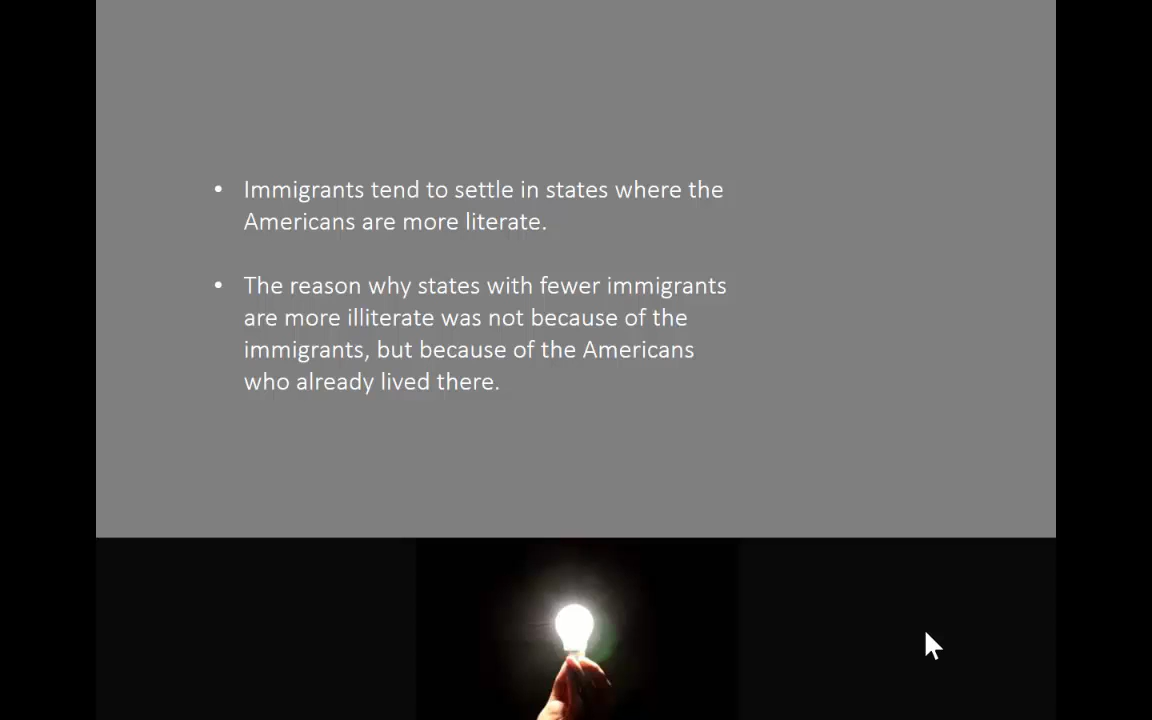 • Immigrants tend to settle in states where the
Americans are more literate.
• The reason why states with fewer immigrants
are more illiterate was not because of the
immigrants, but because of the Americans
who already lived there.